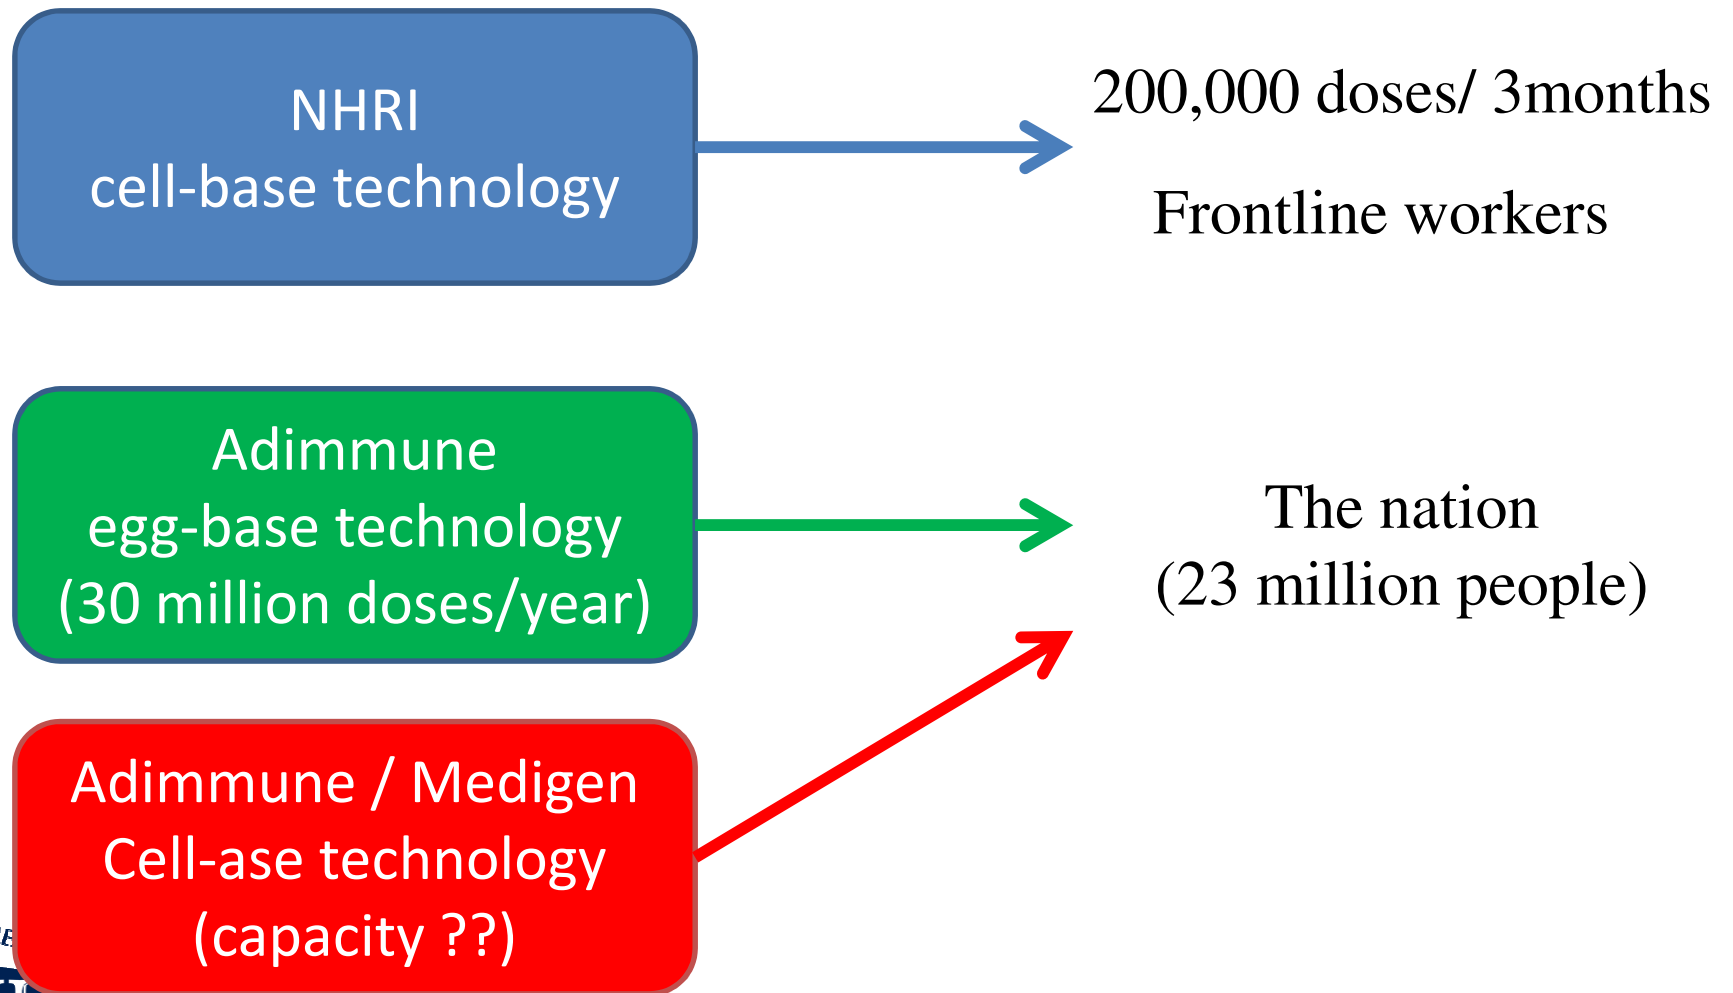 NHRI
cell-base technology
200,000 doses/ 3months
Frontline workers
Adimmune
egg-base technology
(30 million doses/year)
The nation
(23 million people)
Adimmune / Medigen
Cell-ase technology
(capacity ??)